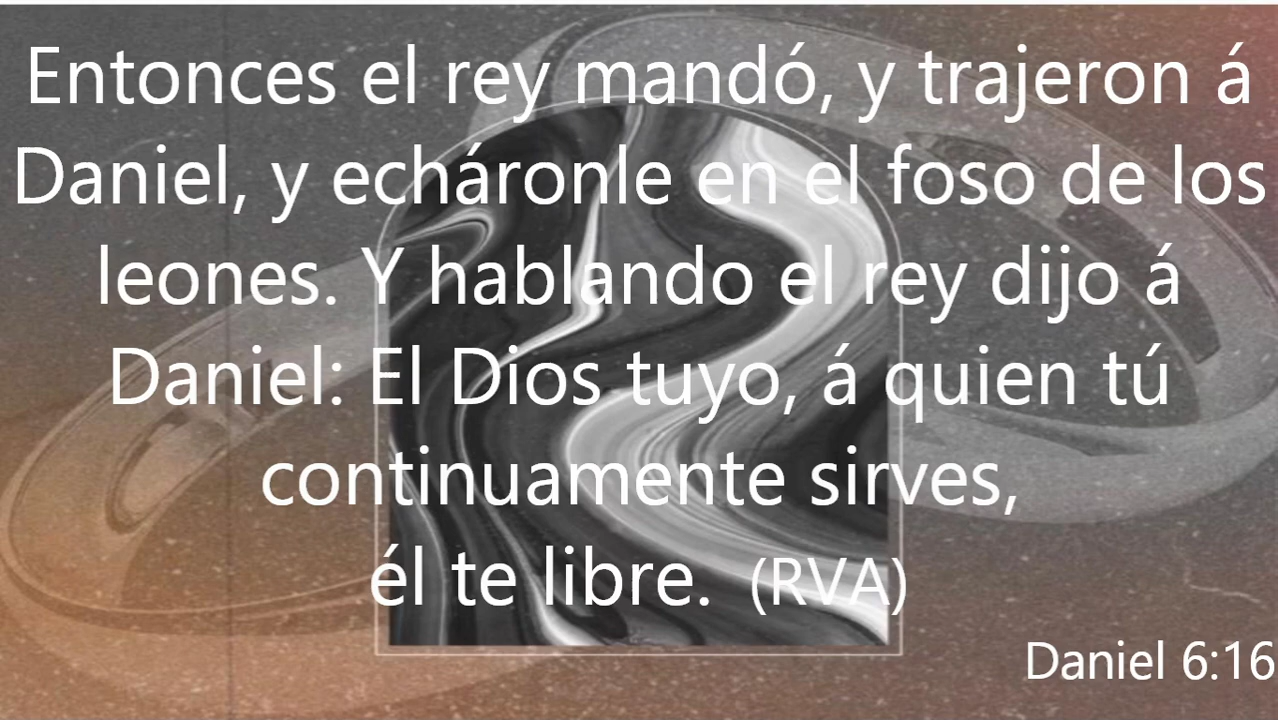 Entonces el rey mandó, y trajeron á
Daniel, y echáronle en el foso de los
leones. Y hablando el rey dijo á
Daniel: El Dios tuyo, á quien tú
continuamente sirves,
él te libre. (RVA)
Daniel 6:16